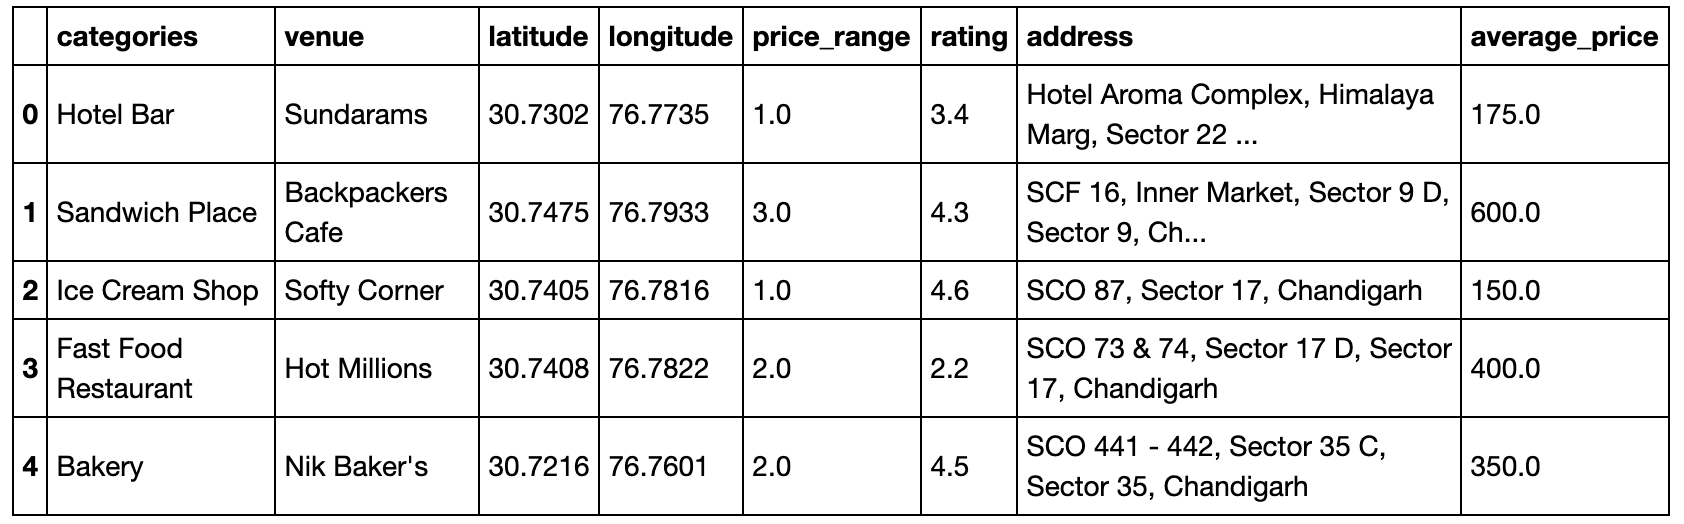 categories venue latitude longitude price_range rating address average_price
0 Hotel Bar Sundarams 30.7302 76.7735 1.0 3.4 Hotel Aroma Complex, Himalaya 175.0
Marg, Sector 22 ...
1 Sandwich Place Backpackers 30.7475 76.7933 3.0 4.3 SCF 16, Inner Market, Sector 9 D, 600.0
Cafe Sector 9, Ch...
2 Ice Cream Shop Softy Corner 30.7405 76.7816 1.0 4.6 SCO 87, Sector 17, Chandigarh 150.0
3 Fast Food Hot Millions 30.7408 76.7822 2.0 2.2 SCO 73 & 74, Sector 17 D, Sector 400.0
Restaurant 17, Chandigarh
4 Bakery Nik Baker's 30.7216 76.7601 2.0 4.5 SCO 441 - 442, Sector 35 C, 350.0
Sector 35, Chandigarh